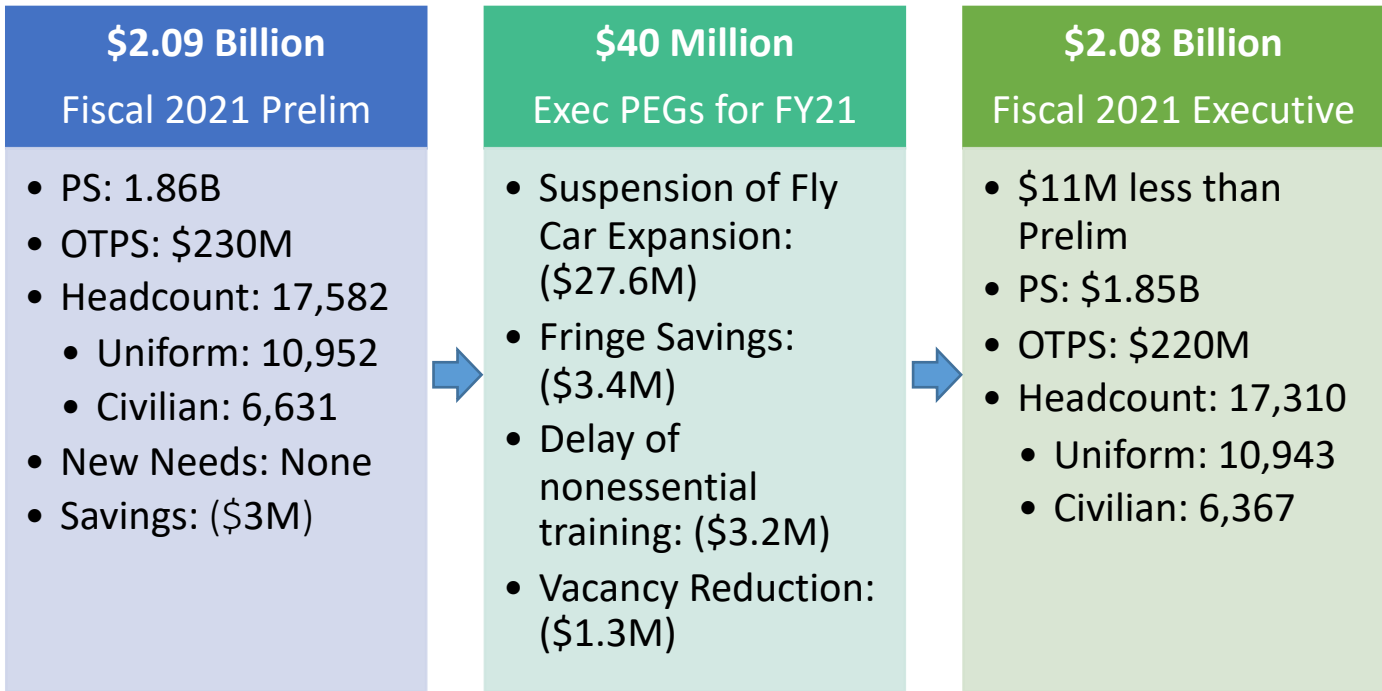 $2.09 Billion
Fiscal 2021 Prelim
• PS: 1.86B
• OTPS: $230M
• Headcount: 17,582
• Uniform: 10,952
• Civilian: 6,631
• New Needs: None
• Savings: ($3M)
$40 Million
Exec PEGs for FY21
• Suspension of Fly
Car Expansion:
($27.6M)
• Fringe Savings:
($3.4M)
• Delay of
nonessential
training: ($3.2M)
• Vacancy Reduction:
($1.3M)
$2.08 Billion
Fiscal 2021 Executive
• $11M less than
Prelim
• PS: $1.85B
• OTPS: $220M
• Headcount: 17,310
• Uniform: 10,943
• Civilian: 6,367